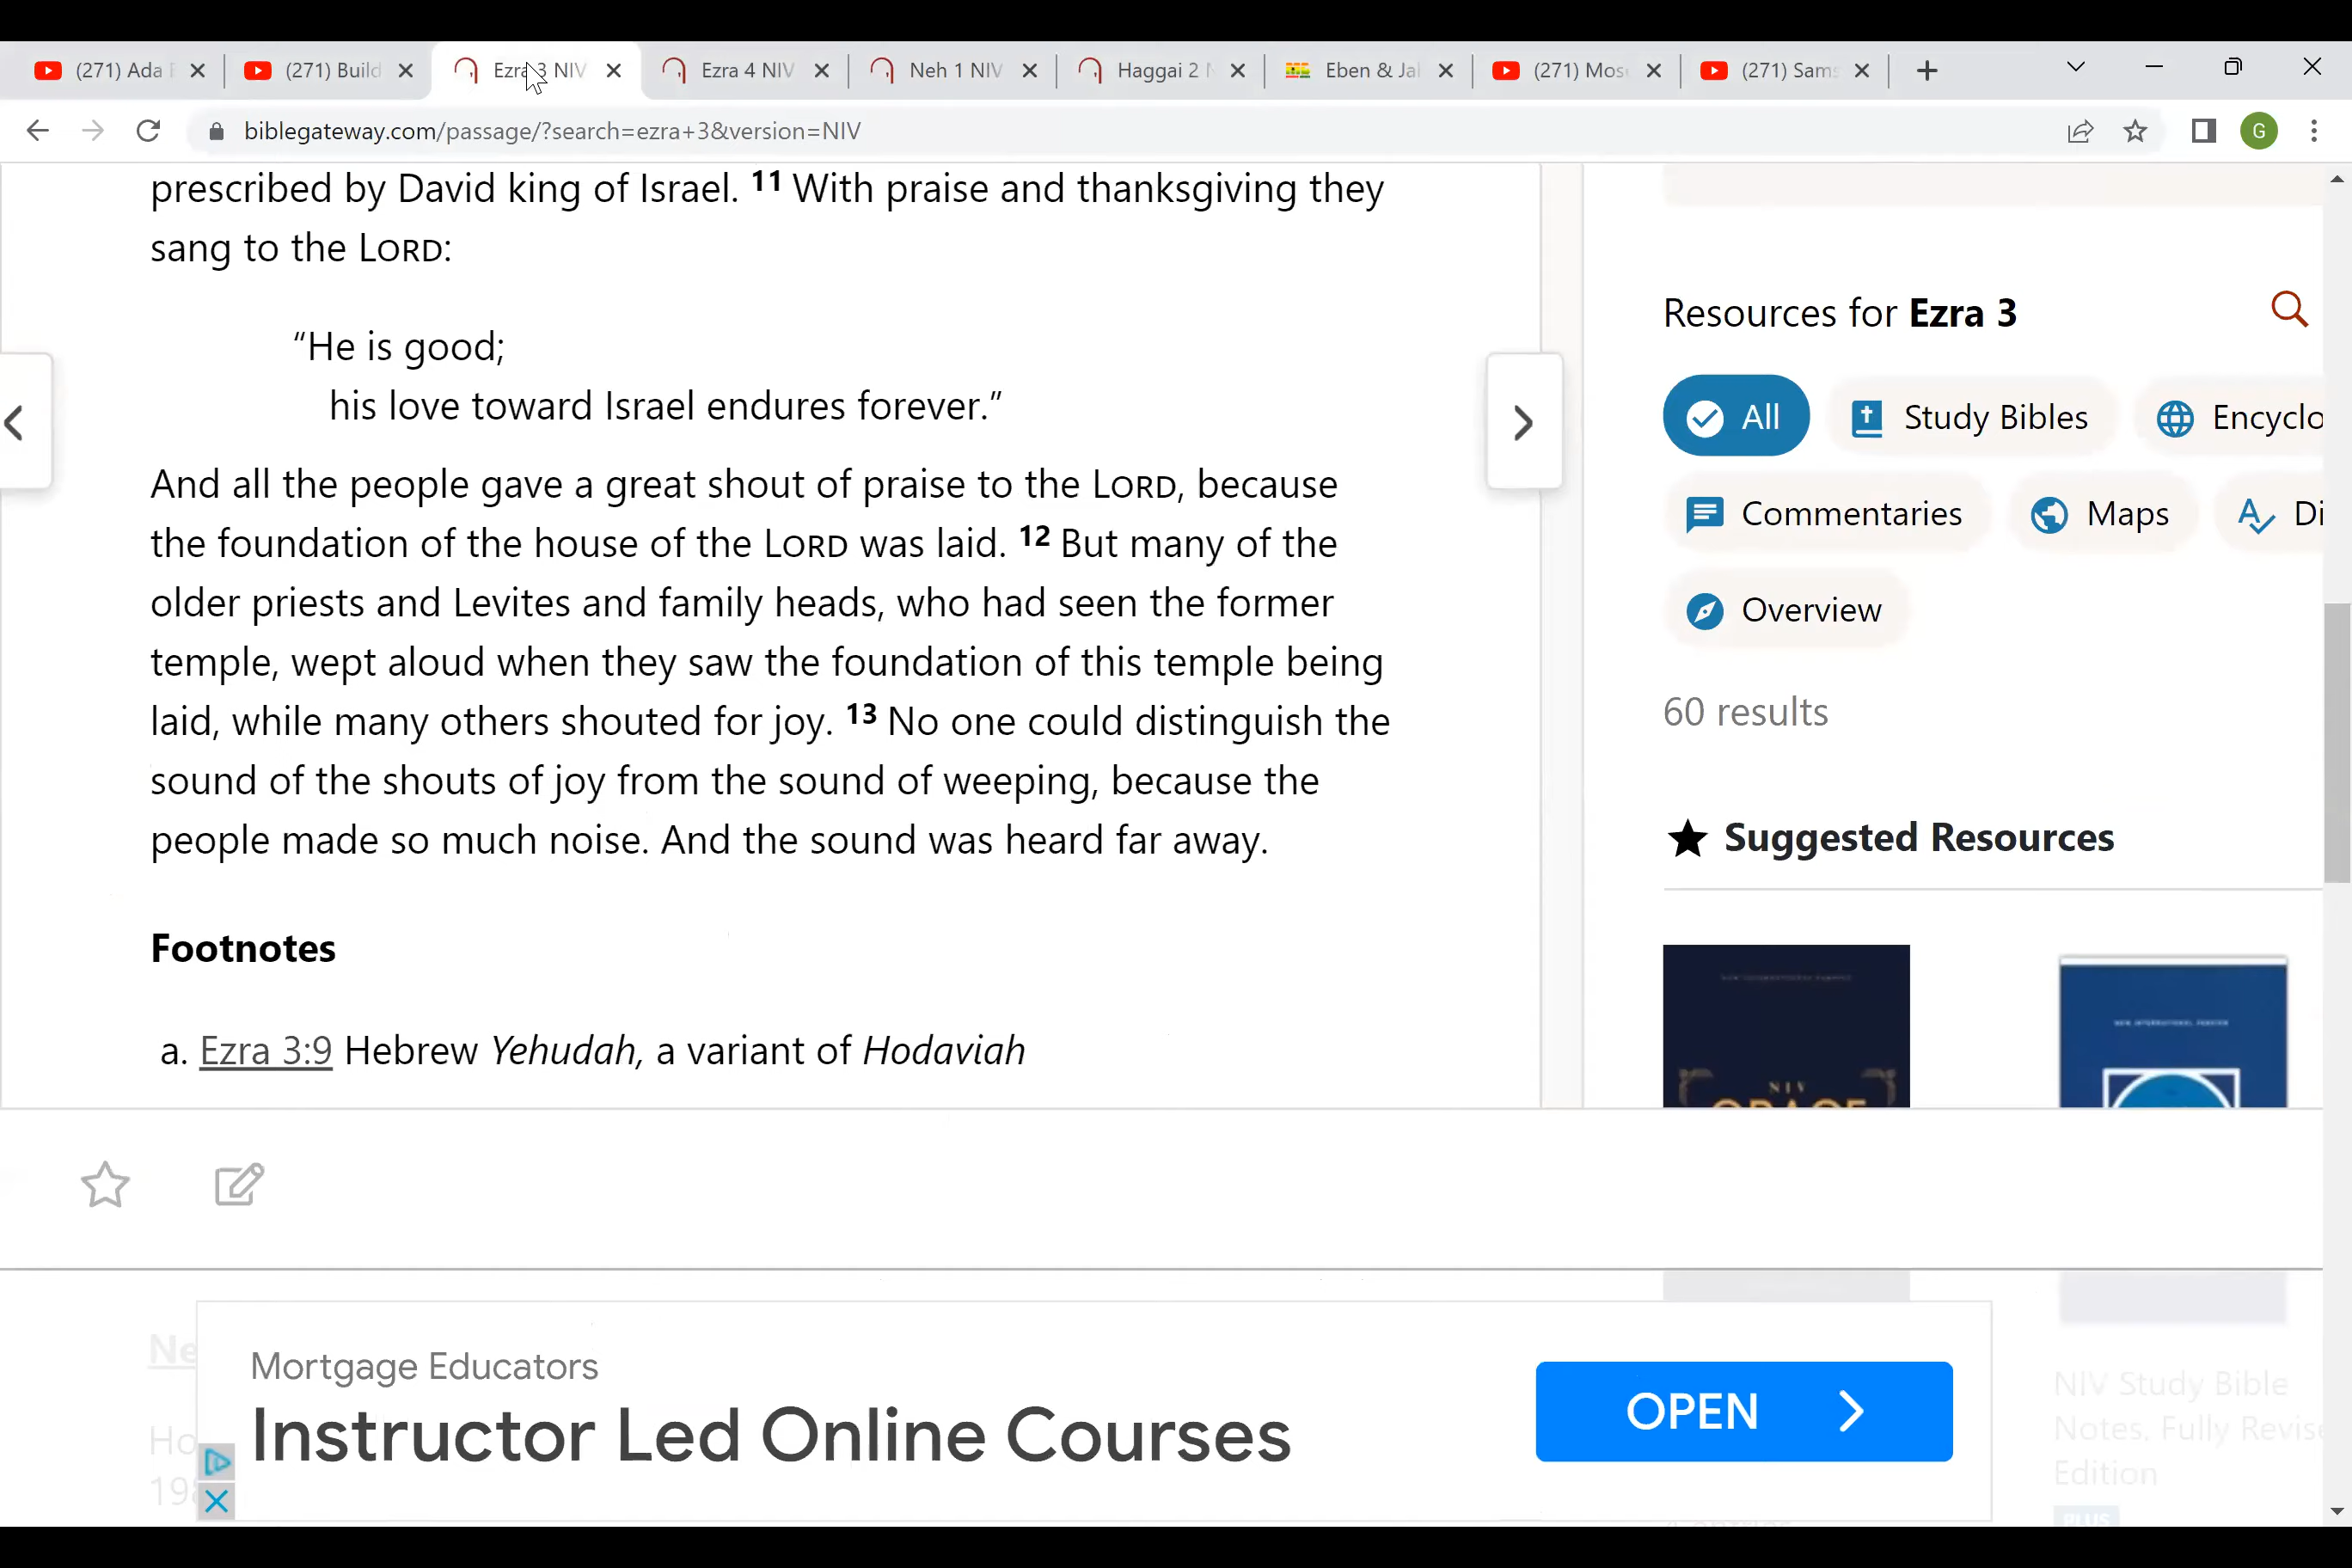 (271) Ada
(271) Build
Ezra 3 NIV
Ezra 4 NIV
Neh 1 NIV
Haggai 2
Eben & Jal
(271) Mos
(271) Sams
biblegateway.com/passage/?search=ezra+3&version=NIV
G
prescribed by David king of Israel. 11 With praise and thanksgiving they
sang to the LORD:
“He is good;
his love toward Israel endures forever.”
And all the people gave a great shout of praise to the LORD, because
the foundation of the house of the LORD was laid. 12 But many of the
older priests and Levites and family heads, who had seen the former
temple, wept aloud when they saw the foundation of this temple being
laid, while many others shouted for joy. 13 No one could distinguish the
sound of the shouts of joy from the sound of weeping, because the
people made so much noise. And the sound was heard far away.
Footnotes
a. Ezra 3:9 Hebrew Yehudah, a variant of Hodaviah
Resources for Ezra 3
All
Study Bibles
Encyclo
Commentaries
Maps
Di
Overview
60 results
Suggested Resources
NIV
Ne
Ho
198
Mortgage Educators
Instructor Led Online Courses
OPEN
NIV Study Bible
Notes, Fully Revise
Edition
PLUS